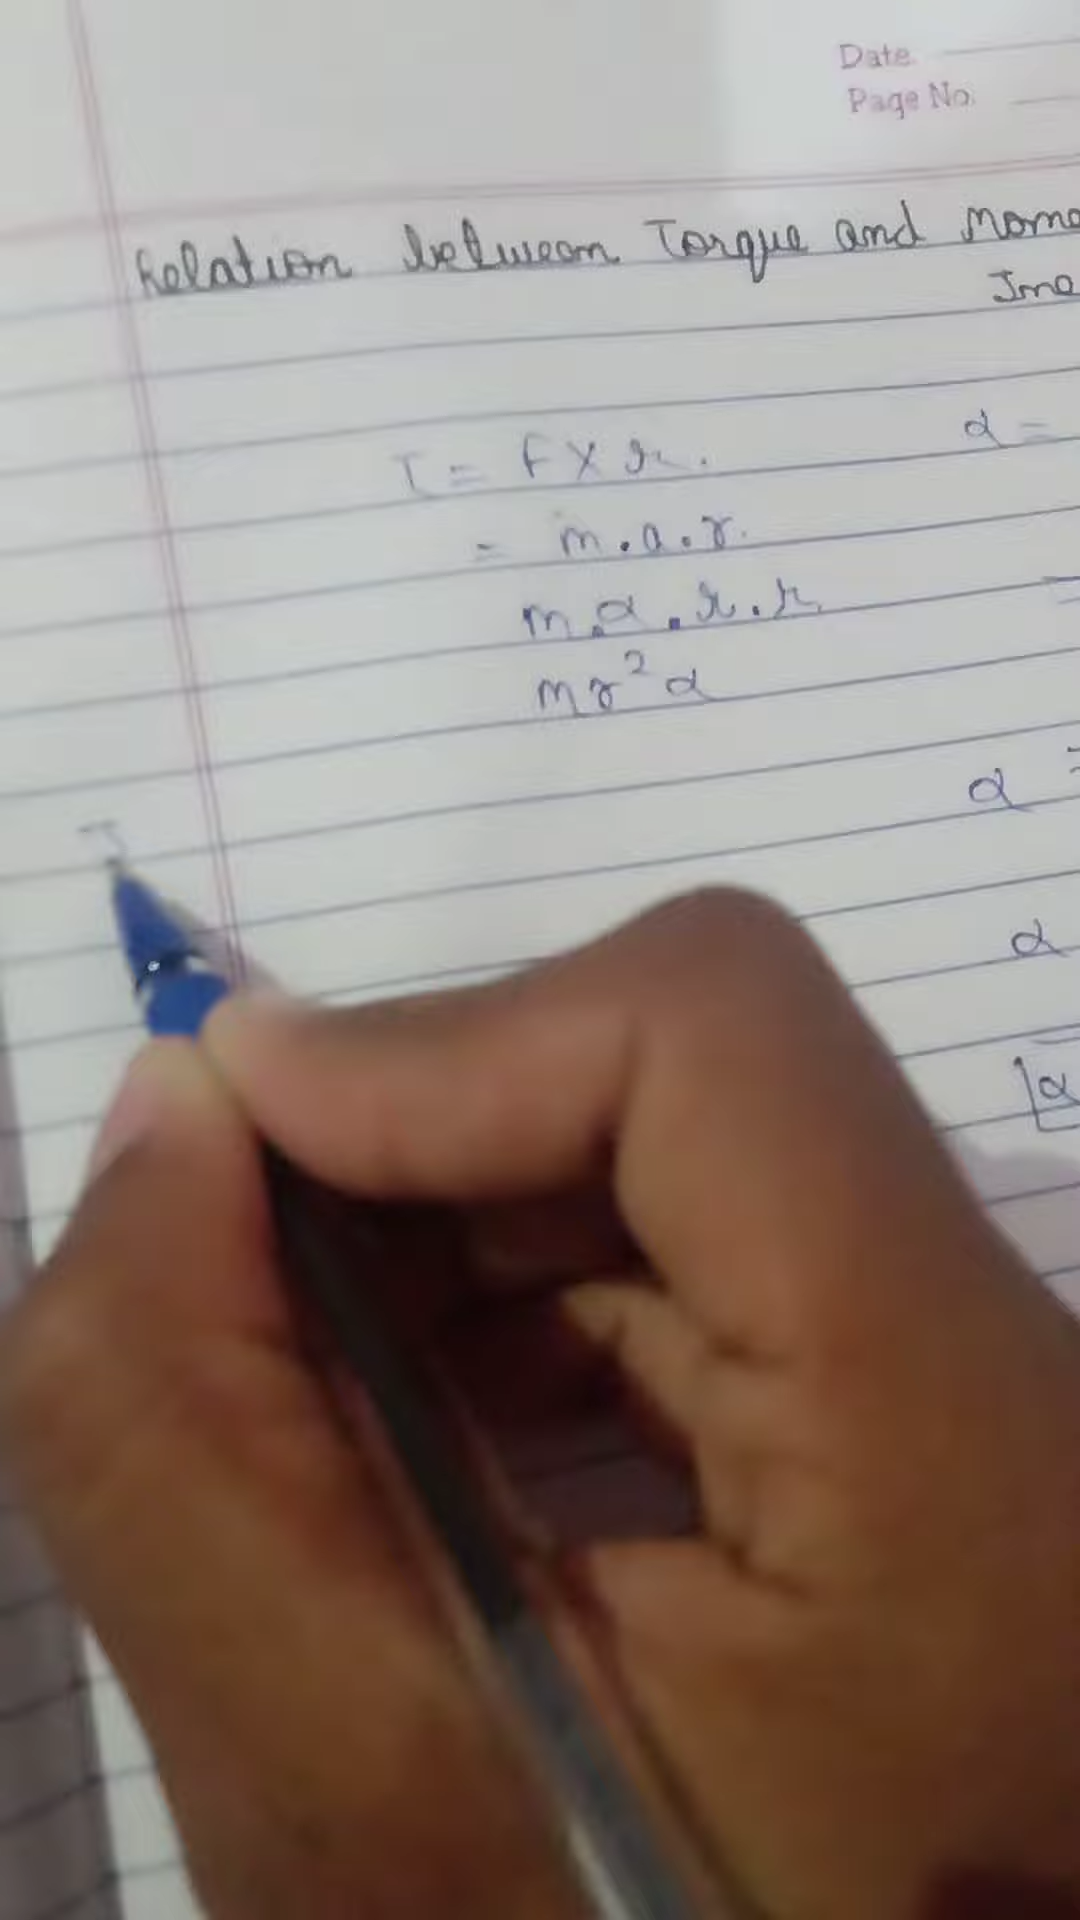 Date
Page No.
Relation between Torque and Mome
Ine
τ = F X r.
α =
= m.a.r.
m.α.r.r.
=
mr²α
α =
τ
α
α